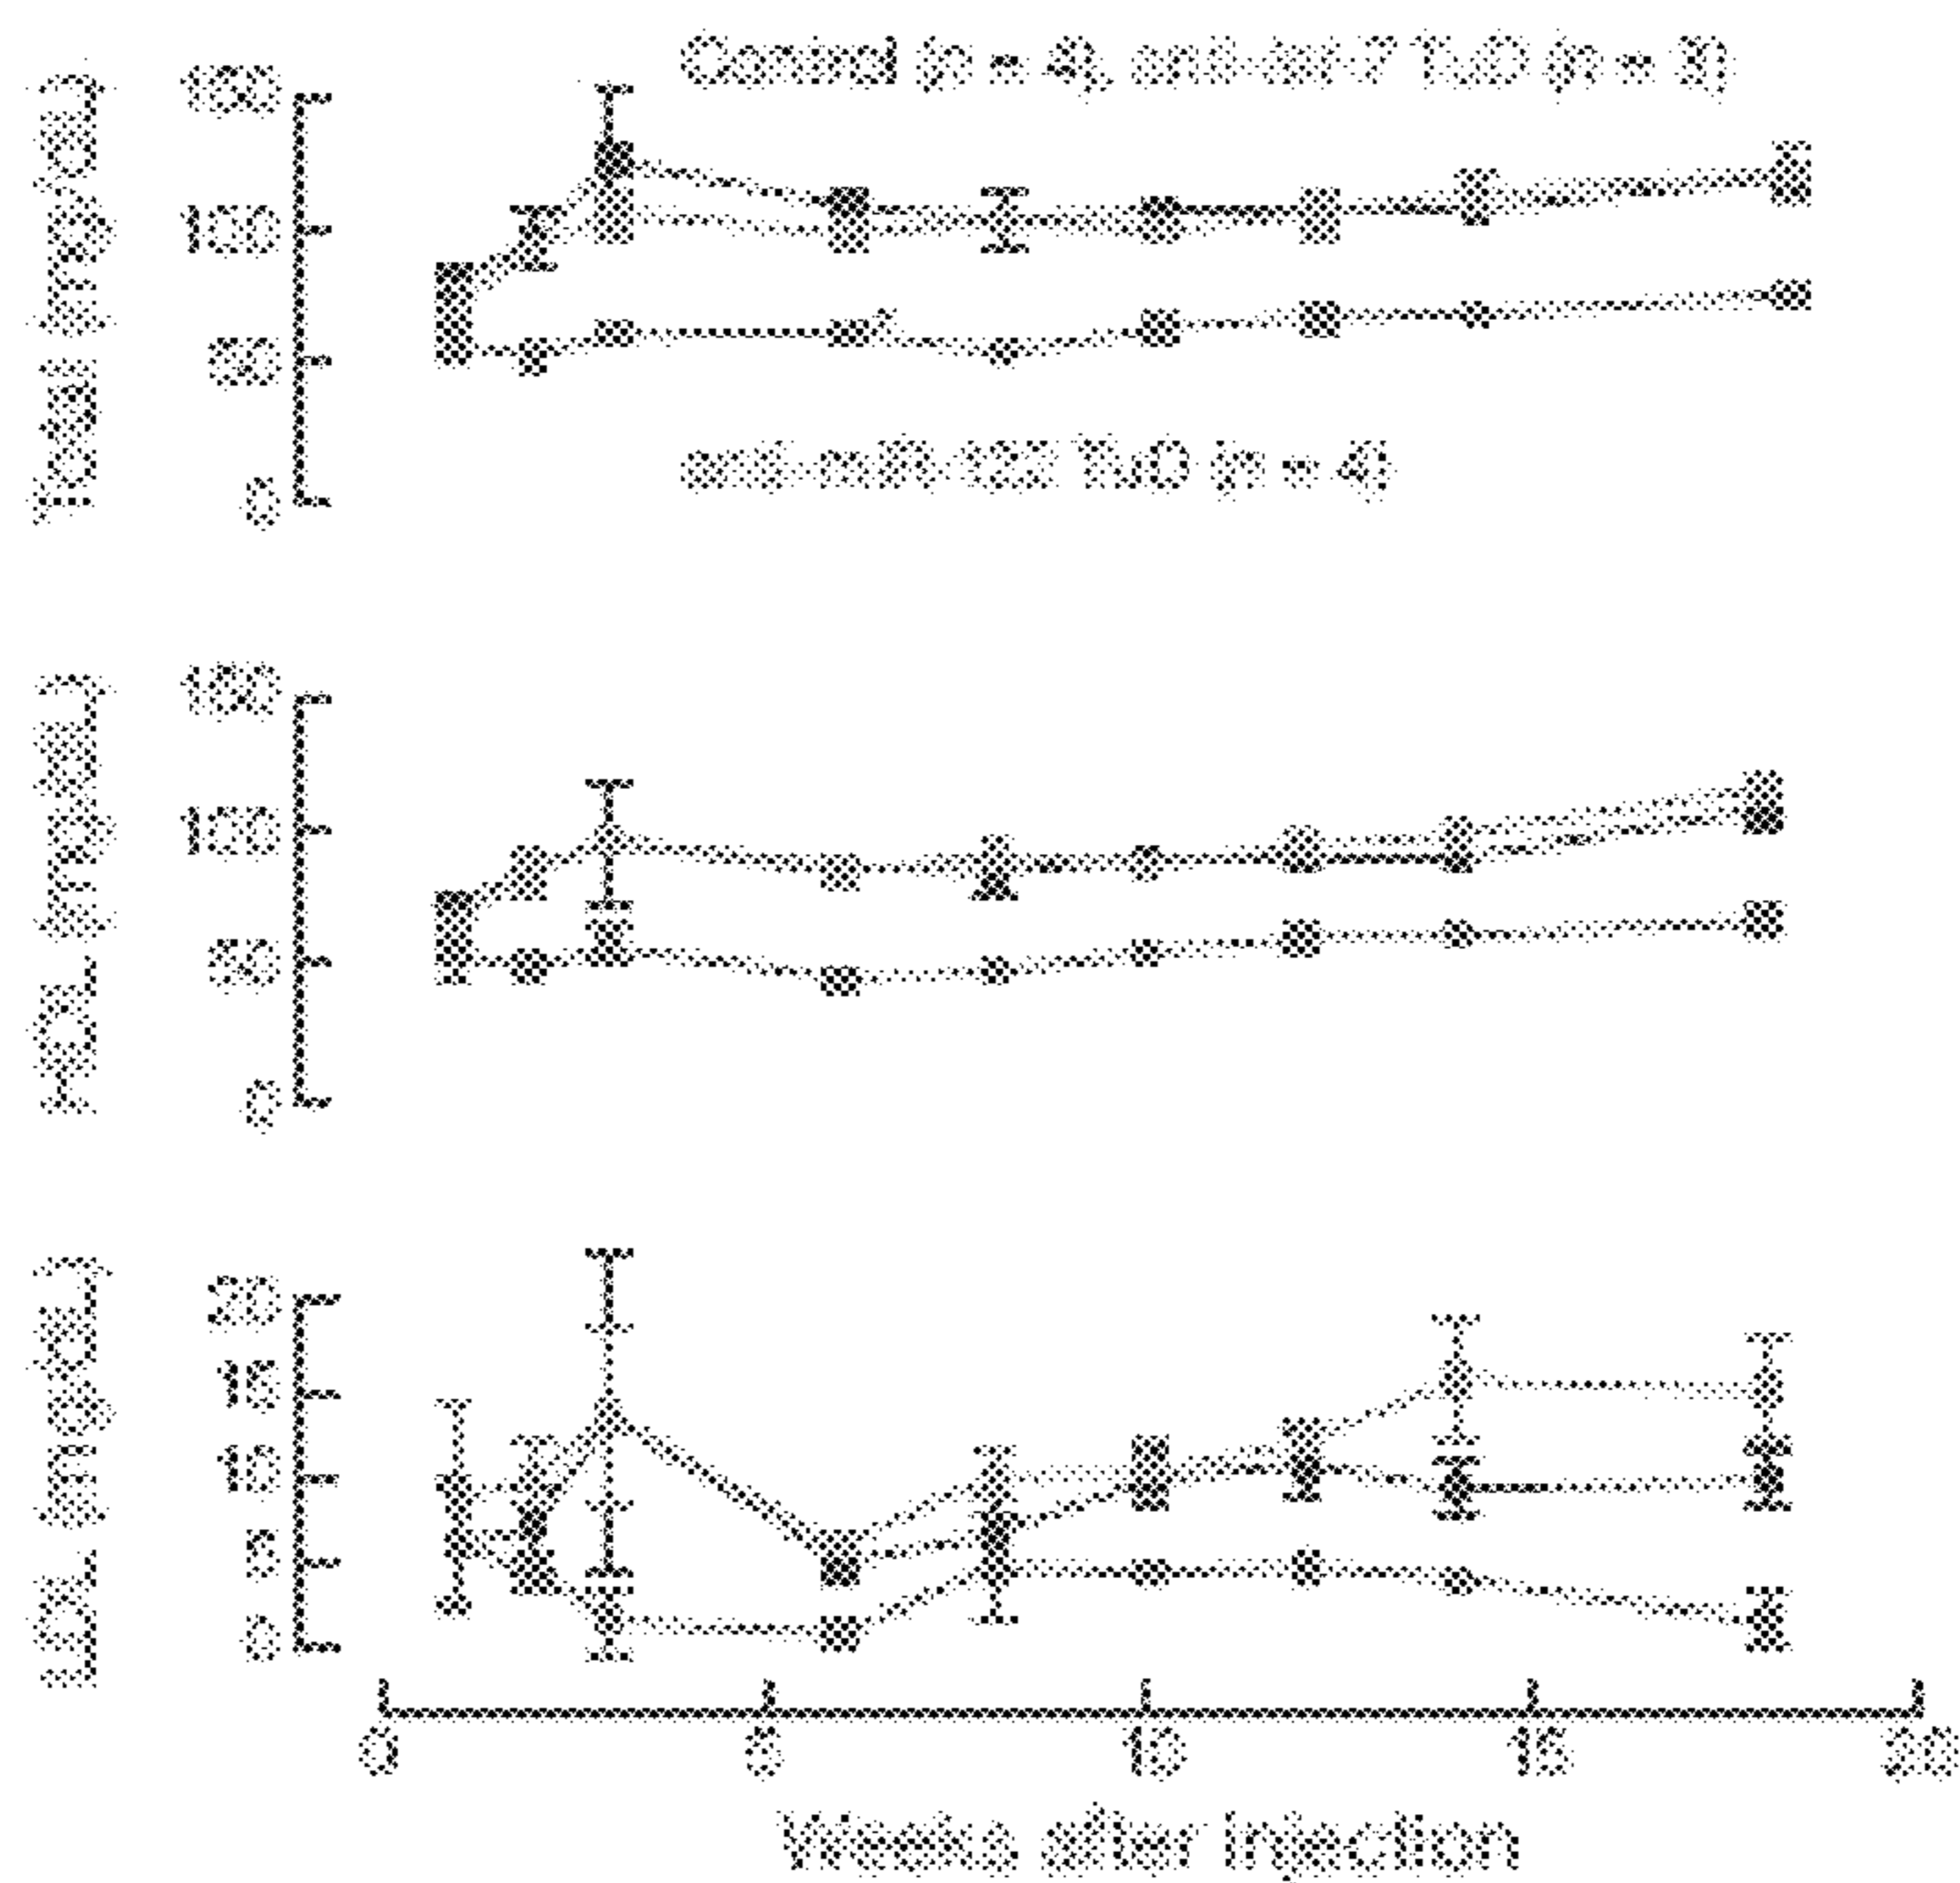 Total (mg/dL)
150
100
50
0
Control (n = 4), anti-let-7 TuD (n = 3)
anti-miR-122 TuD (n = 4)
HDL (mg/dL)
150
100
50
0
LDL (mg/dL)
20
15
10
5
0
0 5 10 15 20
Weeks after injection